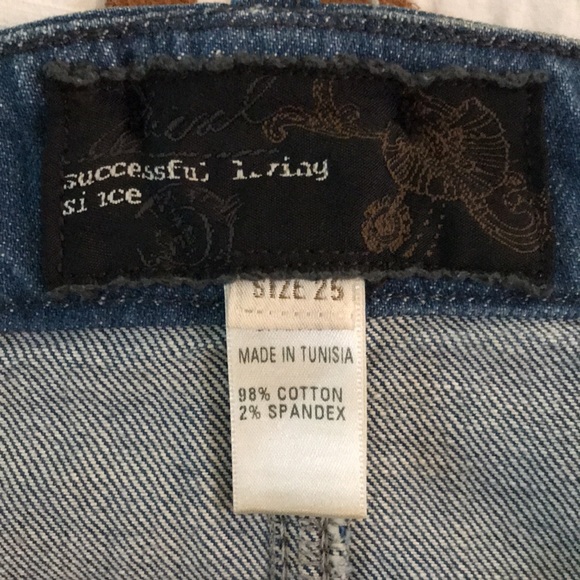 successful living
since
SIZE 25
MADE IN TUNISIA
98% COTTON
2% SPANDEX